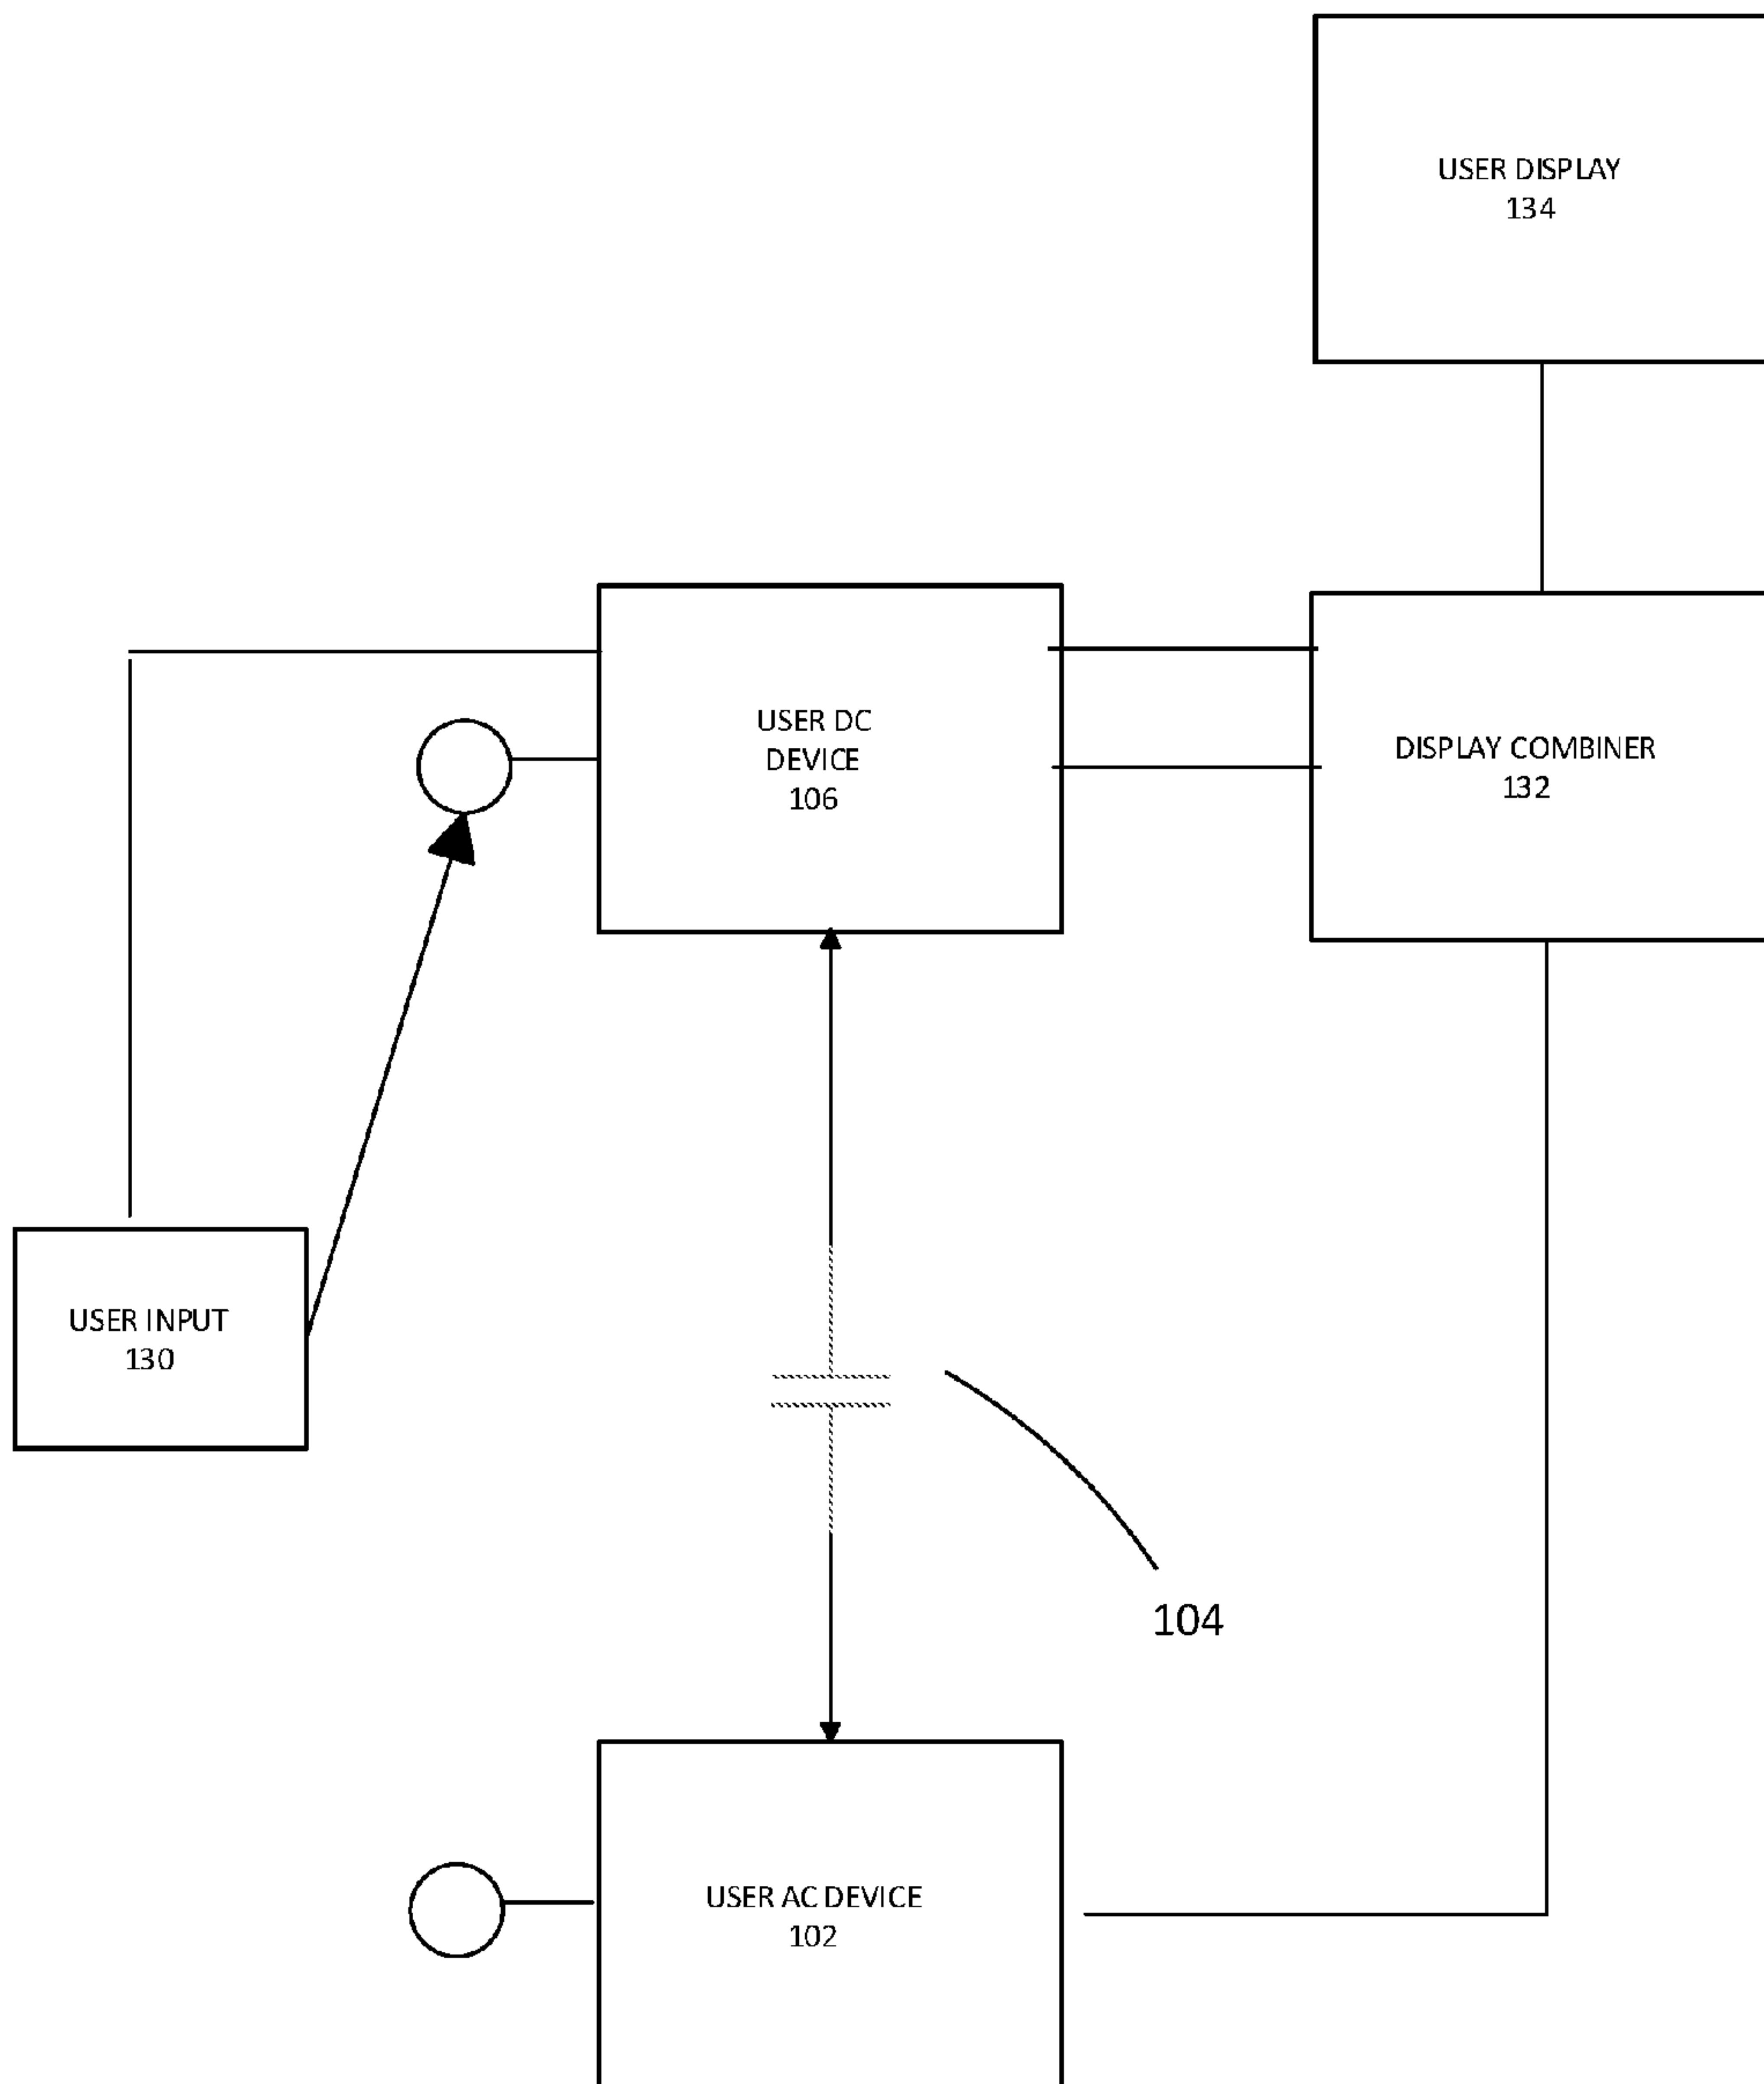 USER DISPLAY
134
USER DC
DEVICE
106
DISPLAY COMBINER
132
USER INPUT
130
104
USER AC DEVICE
102